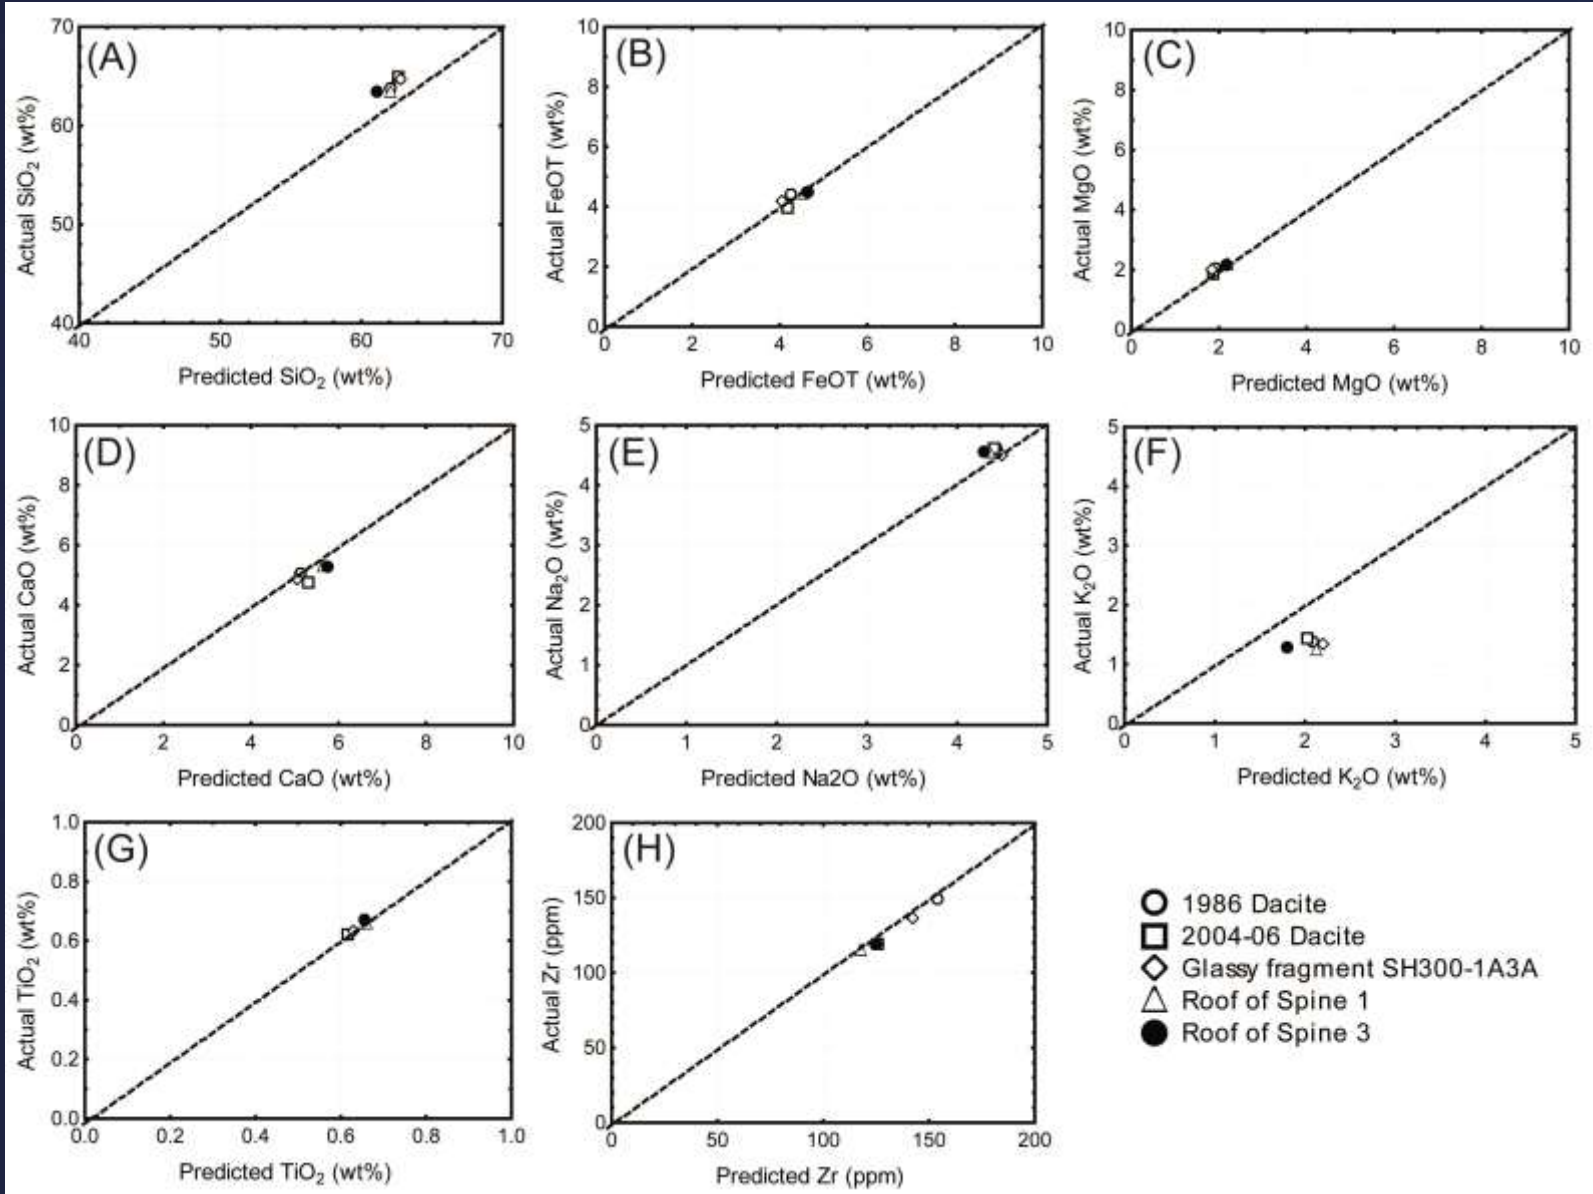 (A)
Actual SiO₂ (wt%)
70
60
50
40
40 50 60 70
Predicted SiO₂ (wt%)
(B)
Actual FeOT (wt%)
10
8
6
4
2
0
0 2 4 6 8 10
Predicted FeOT (wt%)
(C)
Actual MgO (wt%)
10
8
6
4
2
0
0 2 4 6 8 10
Predicted MgO (wt%)
(D)
Actual CaO (wt%)
10
8
6
4
2
0
0 2 4 6 8 10
Predicted CaO (wt%)
(E)
Actual Na₂O (wt%)
5
4
3
2
1
0
0 1 2 3 4 5
Predicted Na2O (wt%)
(F)
Actual K₂O (wt%)
5
4
3
2
1
0
0 1 2 3 4 5
Predicted K₂O (wt%)
(G)
Actual TiO₂ (wt%)
1.0
0.8
0.6
0.4
0.2
0.0
0.0 0.2 0.4 0.6 0.8 1.0
Predicted TiO₂ (wt%)
(H)
Actual Zr (ppm)
200
150
100
50
0
0 50 100 150 200
Predicted Zr (ppm)
1986 Dacite
2004-06 Dacite
Glassy fragment SH300-1A3A
Roof of Spine 1
Roof of Spine 3